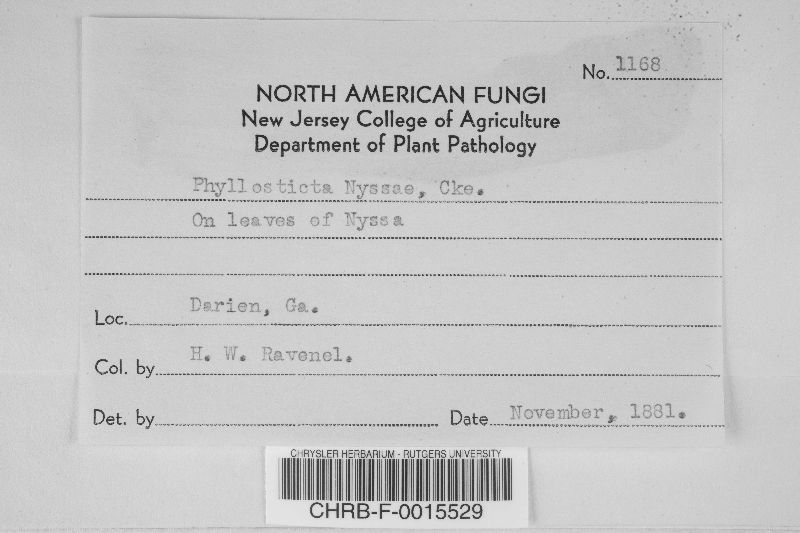 No. 1168
NORTH AMERICAN FUNGI
New Jersey College of Agriculture
Department of Plant Pathology
Phyllosticta Nyssae, Cke.
On leaves of Nyssa
Loc. Darien, Ga.
Col. by H. W. Ravenel.
Det. by
Date November, 1881.
CHRYSLER HERBARIUM - RUTGERS UNIVERSITY
CHRB-F-0015529